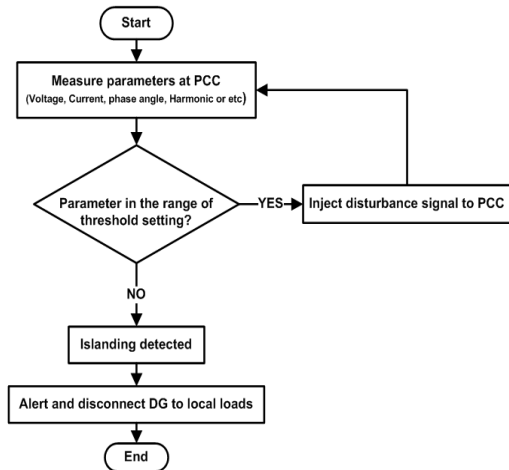 Start
Measure parameters at PCC
(Voltage, Current, phase angle, Harmonic or etc)
Parameter in the range of
threshold setting?
YES
Inject disturbance signal to PCC
NO
Islanding detected
Alert and disconnect DG to local loads
End